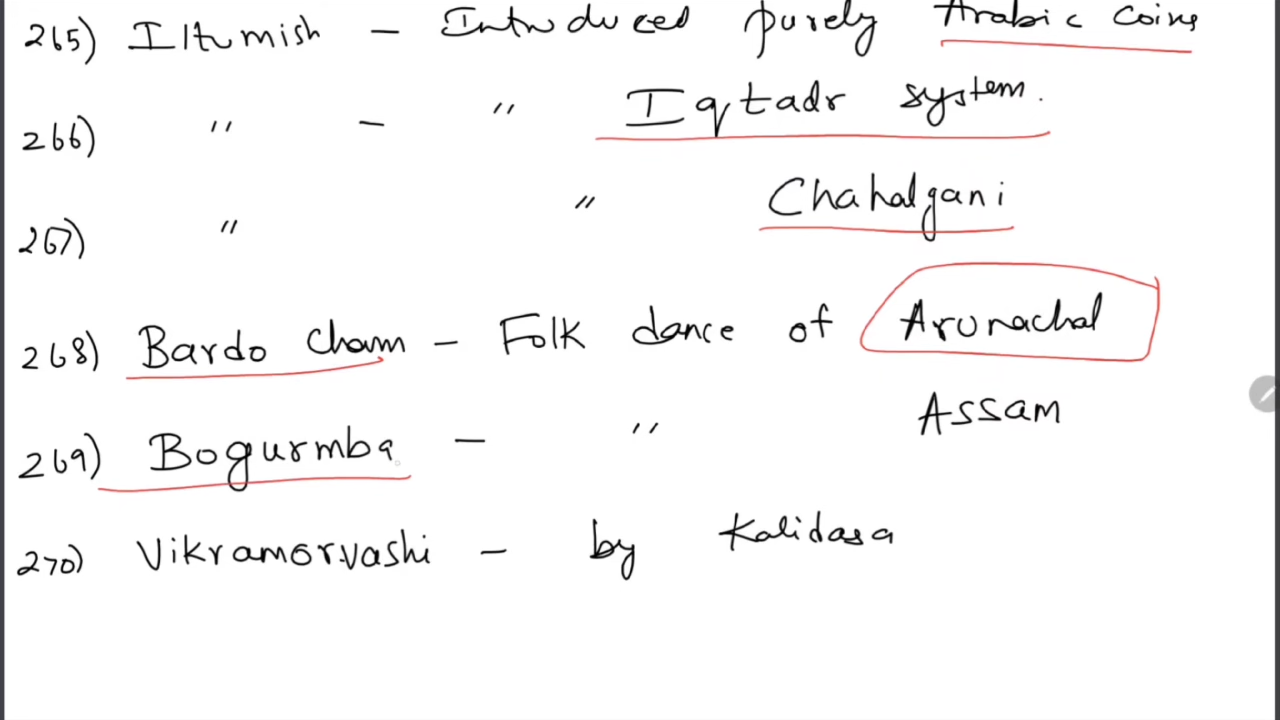 265) Iltumish - Introduced purely Arabic coins
266) " - " Iqtadr system.
267) " " Chahalgani
268) Bardo Cham - Folk dance of Arunachal
269) Bogurmba - " Assam
270) Vikramorvashi - by Kalidasa